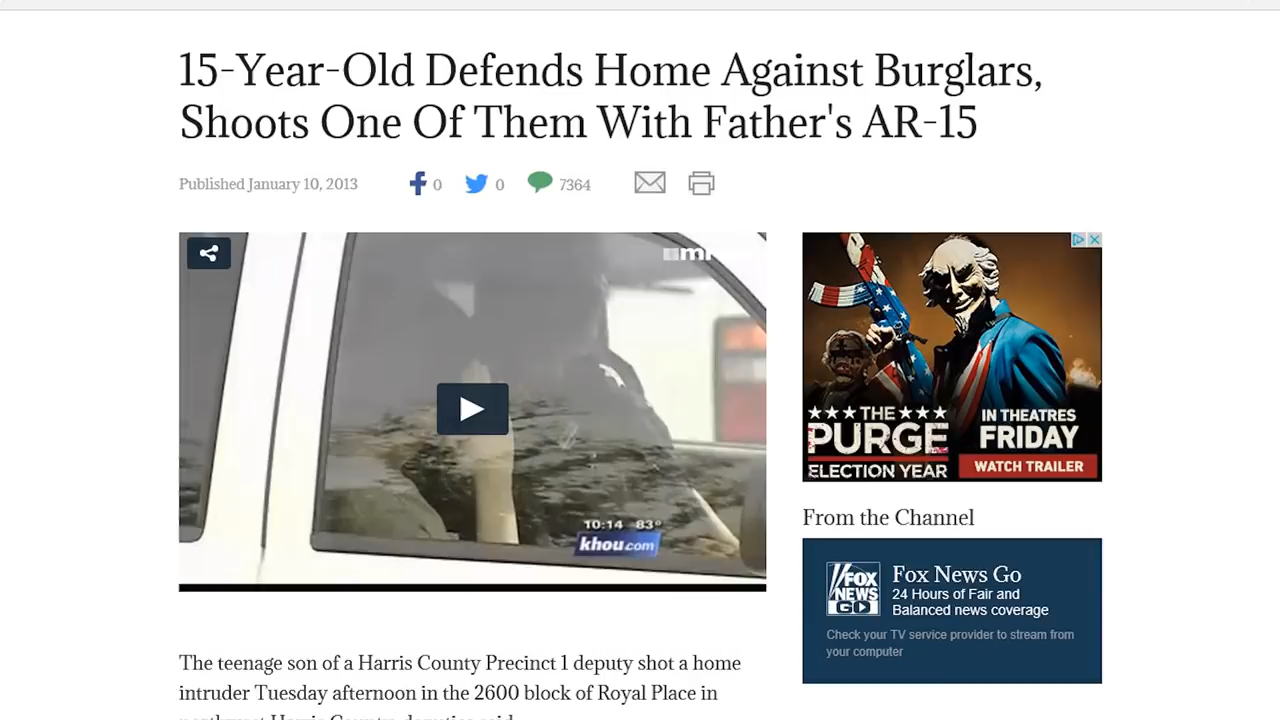 15-Year-Old Defends Home Against Burglars,
Shoots One Of Them With Father's AR-15
Published January 10, 2013
0
0
7364
10:14 83°
khou.com
THE
PURGE
ELECTION YEAR
IN THEATRES
FRIDAY
WATCH TRAILER
From the Channel
FOX
NEWS
GO
Fox News Go
24 Hours of Fair and
Balanced news coverage
Check your TV service provider to stream from
your computer
The teenage son of a Harris County Precinct 1 deputy shot a home
intruder Tuesday afternoon in the 2600 block of Royal Place in